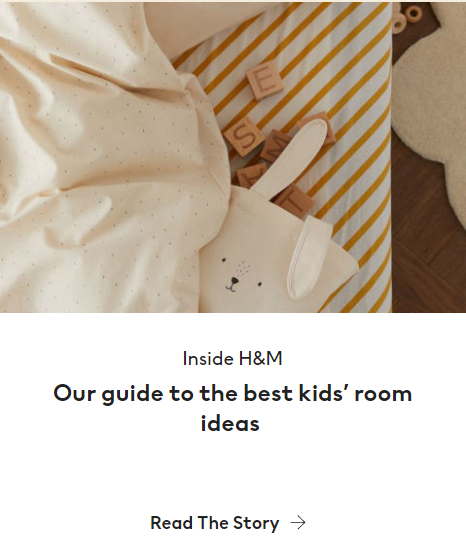 E
S
M
T
Inside H&M
Our guide to the best kids’ room
ideas
Read The Story